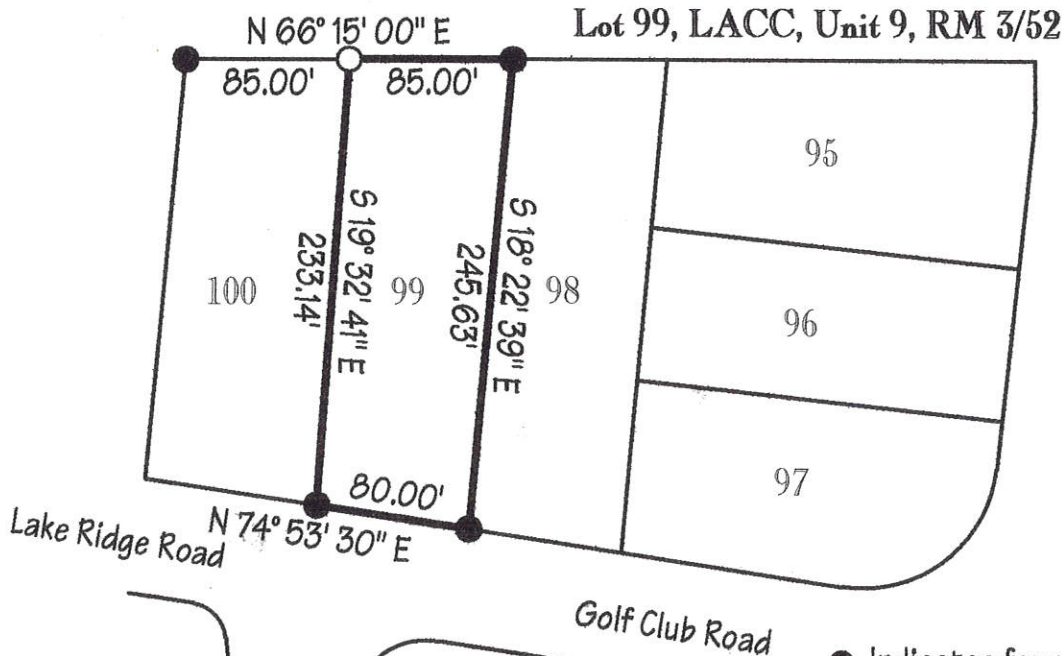 Lot 99, LACC, Unit 9, RM 3/52
N 66° 15' 00" E
85.00'
85.00'
95
S 19° 32' 41" E
233.14'
S 18° 22' 39" E
245.63'
100
99
98
96
97
80.00'
N 74° 53' 30" E
Lake Ridge Road
Golf Club Road
Indicates